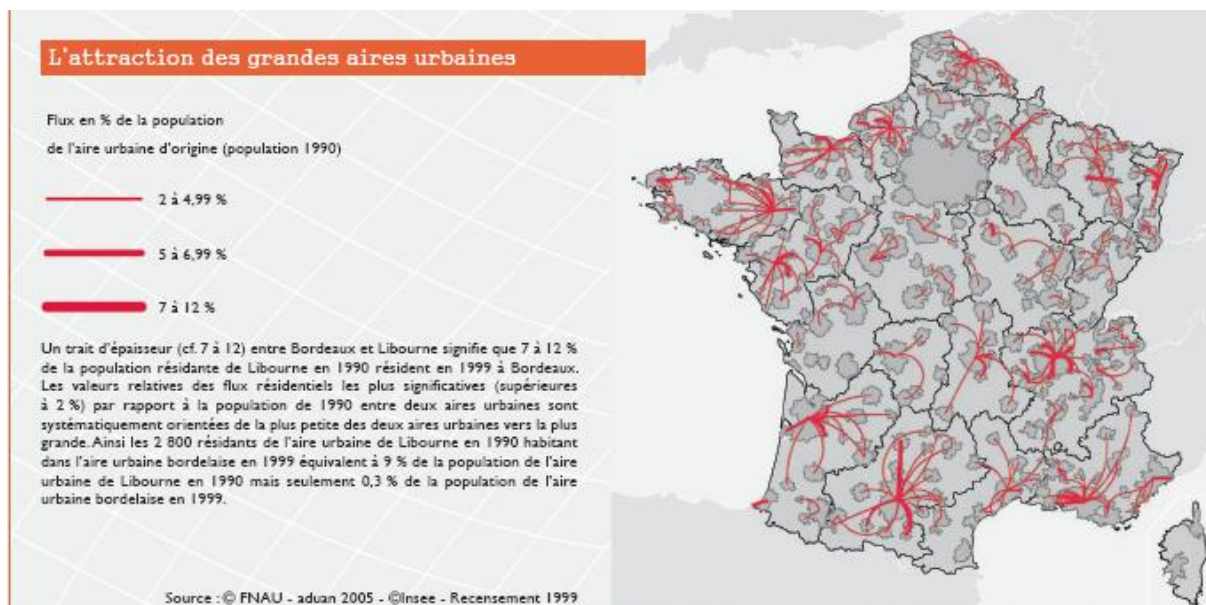 L'attraction des grandes aires urbaines
Flux en % de la population
de l'aire urbaine d'origine (population 1990)
2 à 4,99 %
5 à 6,99 %
7 à 12 %
Un trait d'épaisseur (cf. 7 à 12) entre Bordeaux et Libourne signifie que 7 à 12 %
de la population résidante de Libourne en 1990 résident en 1999 à Bordeaux.
Les valeurs relatives des flux résidentiels les plus significatives (supérieures
à 2 %) par rapport à la population de 1990 entre deux aires urbaines sont
systématiquement orientées de la plus petite des deux aires urbaines vers la plus
grande. Ainsi les 2 800 résidants de l'aire urbaine de Libourne en 1990 habitant
dans l'aire urbaine bordelaise en 1999 équivalent à 9 % de la population de l'aire
urbaine de Libourne en 1990 mais seulement 0,3 % de la population de l'aire
urbaine bordelaise en 1999.
Source : © FNAU - aduan 2005 - ©Insee - Recensement 1999